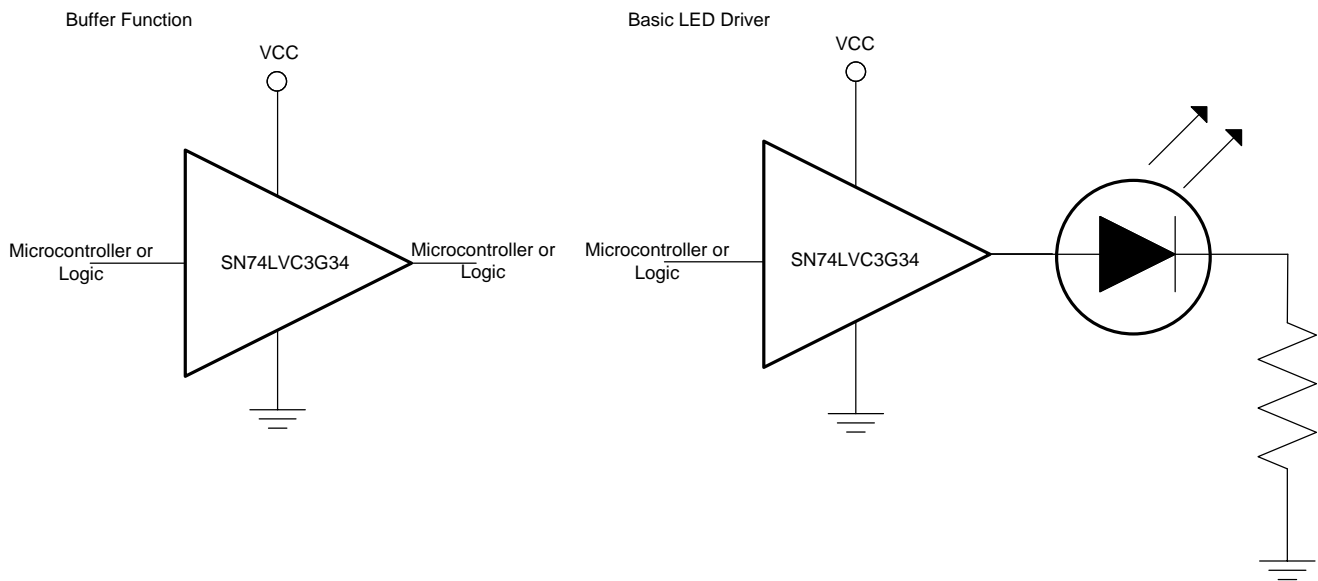 Buffer Function
VCC
Microcontroller or
Logic
SN74LVC3G34
Microcontroller or
Logic
Basic LED Driver
VCC
Microcontroller or
Logic
SN74LVC3G34